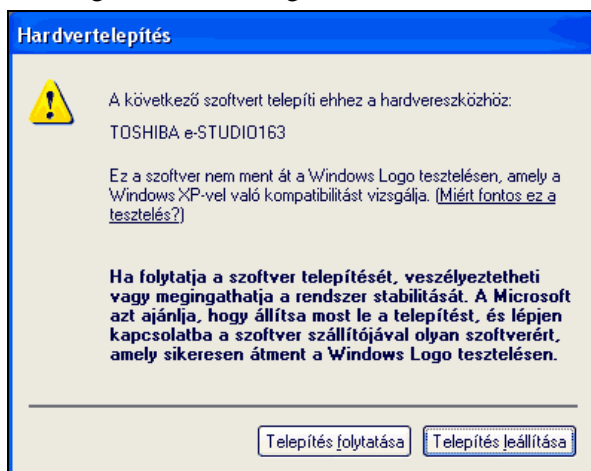 Hardvertelepítés
A következő szoftvert telepíti ehhez a hardvereszközhöz:
TOSHIBA e-STUDIO163
Ez a szoftver nem ment át a Windows Logo tesztelésen, amely a
Windows XP-vel való kompatibilitást vizsgálja. (Miért fontos ez a
tesztelés?)
Ha folytatja a szoftver telepítését, veszélyeztetheti
vagy megingathatja a rendszer stabilitását. A Microsoft
azt ajánlja, hogy állítsa most le a telepítést, és lépjen
kapcsolatba a szoftver szállítójával olyan szoftverért,
amely sikeresen átment a Windows Logo tesztelésen.
Telepítés folytatása Telepítés leállítása